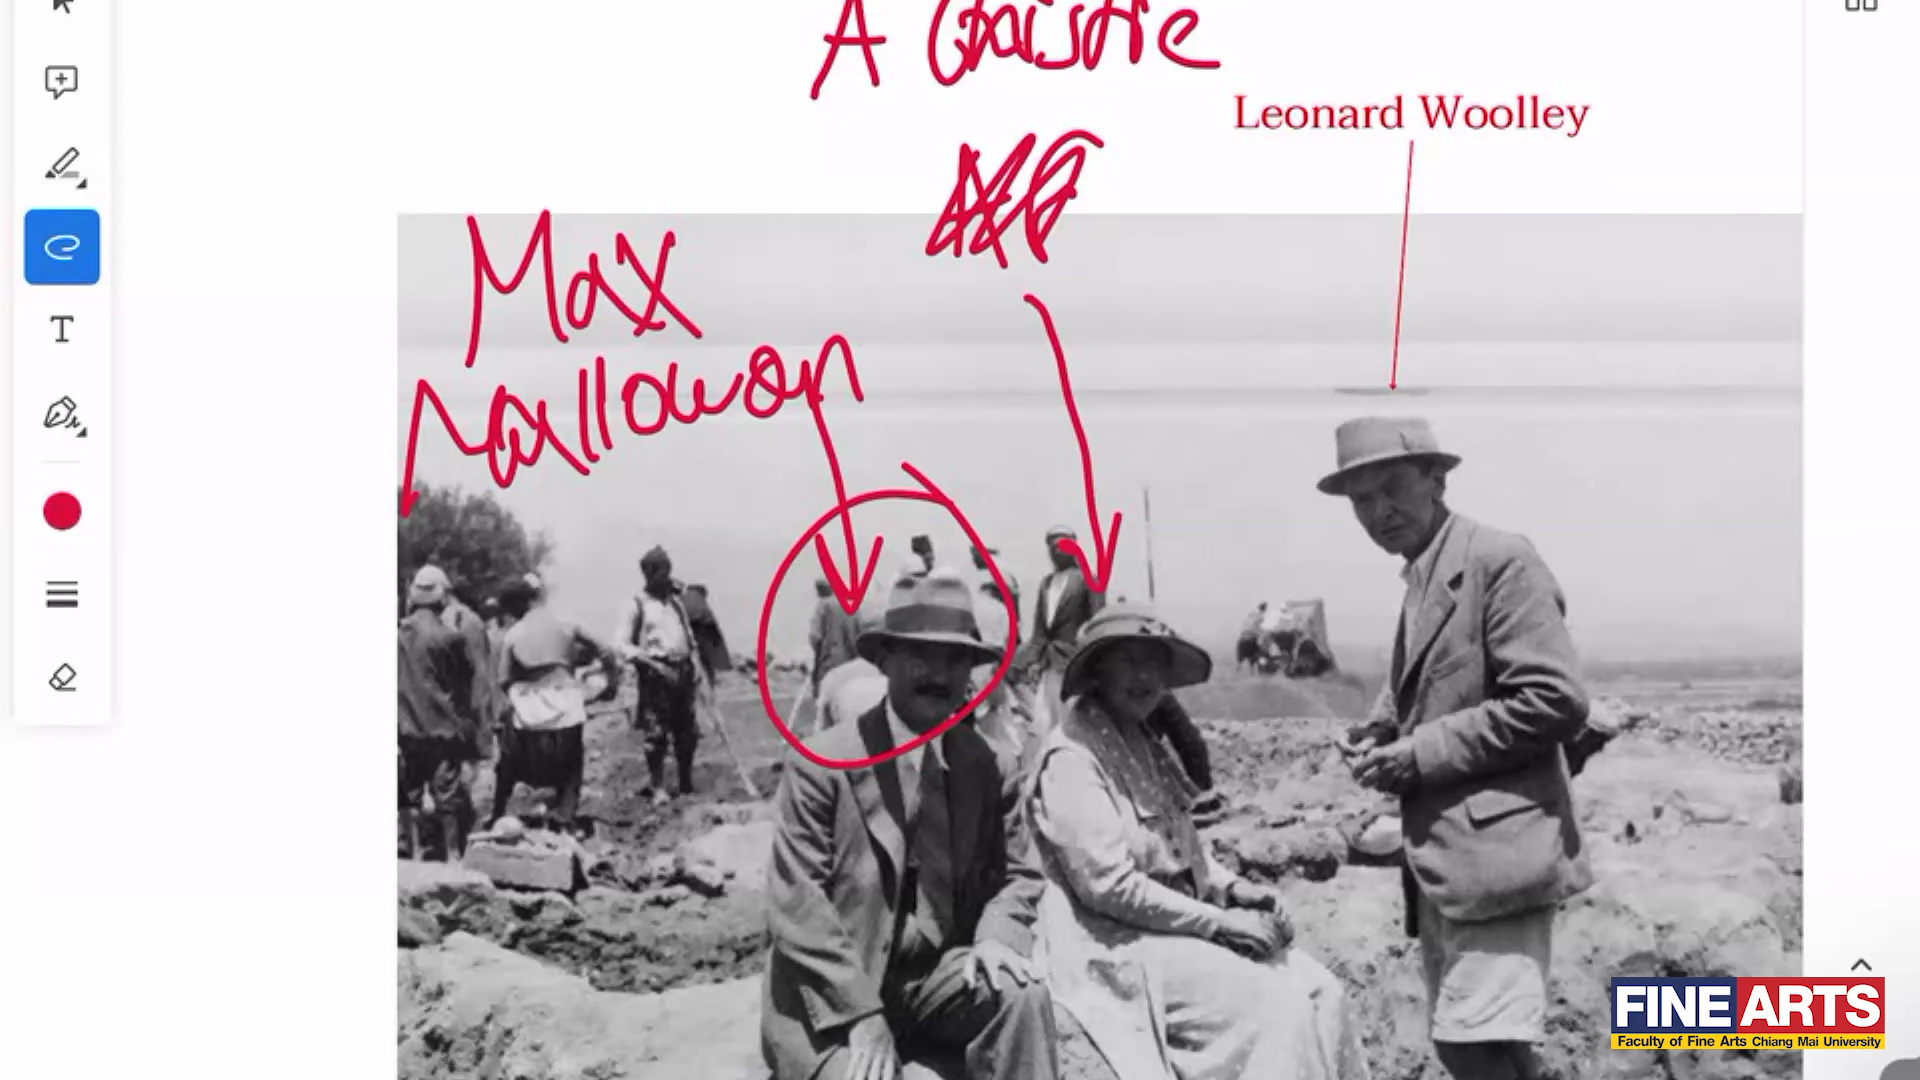 A Christie
Leonard Woolley
Max
Mallowan
T
FINE ARTS
Faculty of Fine Arts Chiang Mai University